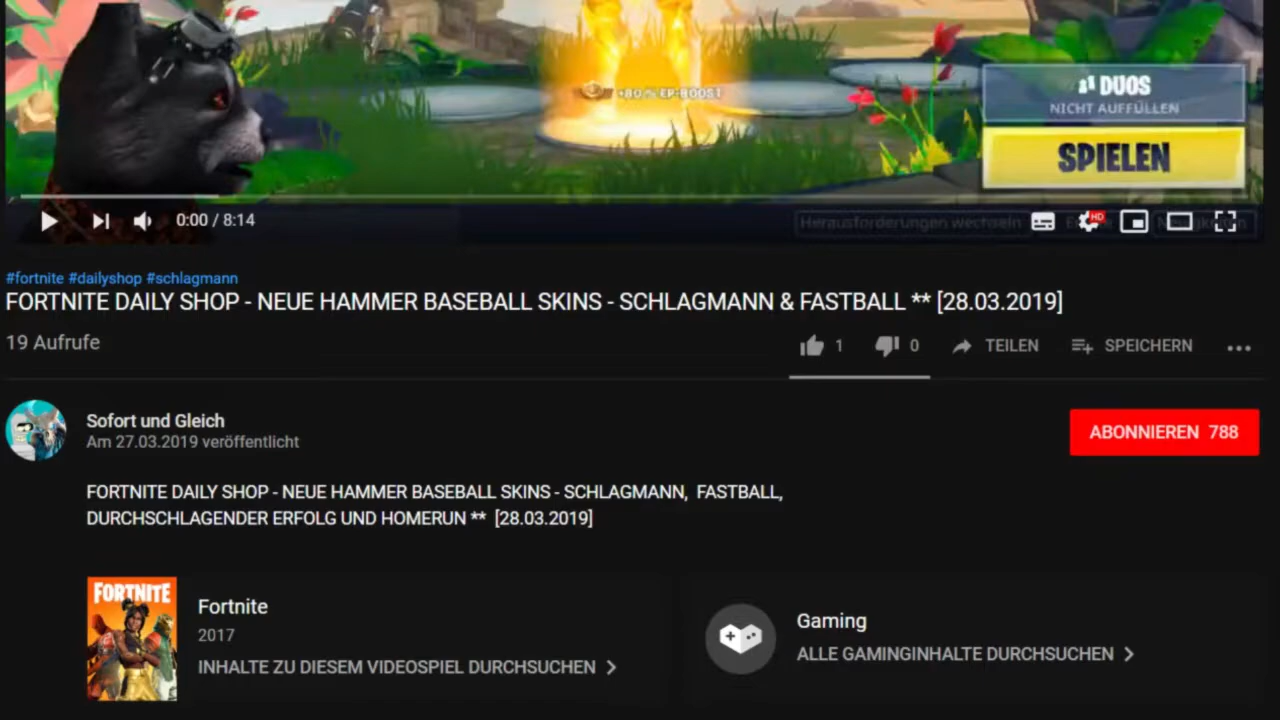 DUOS
NICHT AUFFÜLLEN
+80 % EP-BOOST
SPIELEN
0:00 / 8:14
Herausforderungen wechseln
HD
#fortnite #dailyshop #schlagmann
FORTNITE DAILY SHOP - NEUE HAMMER BASEBALL SKINS - SCHLAGMANN & FASTBALL ** [28.03.2019]
19 Aufrufe
1 0 TEILEN SPEICHERN
Sofort und Gleich
Am 27.03.2019 veröffentlicht
ABONNIEREN 788
FORTNITE DAILY SHOP - NEUE HAMMER BASEBALL SKINS - SCHLAGMANN, FASTBALL,
DURCHSCHLAGENDER ERFOLG UND HOMERUN ** [28.03.2019]
FORTNITE
Fortnite
2017
INHALTE ZU DIESEM VIDEOSPIEL DURCHSUCHEN
Gaming
ALLE GAMINGINHALTE DURCHSUCHEN